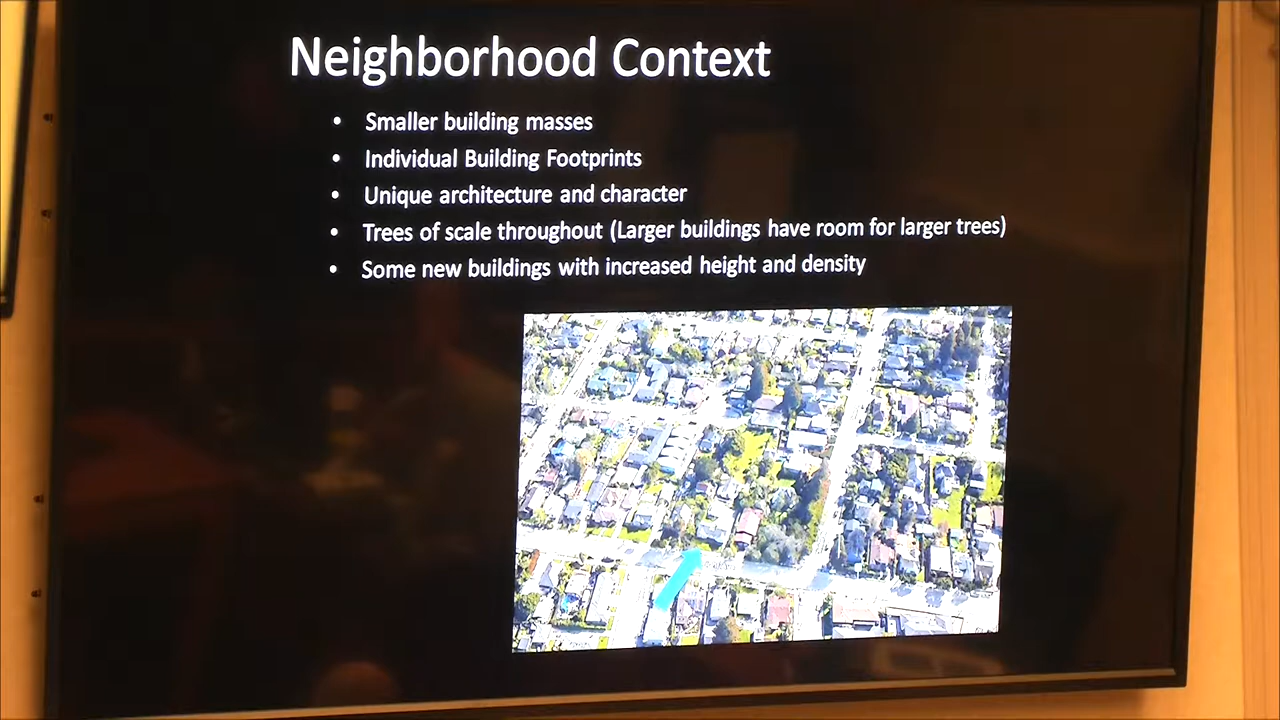 Neighborhood Context
• Smaller building masses
• Individual Building Footprints
• Unique architecture and character
• Trees of scale throughout (Larger buildings have room for larger trees)
• Some new buildings with increased height and density